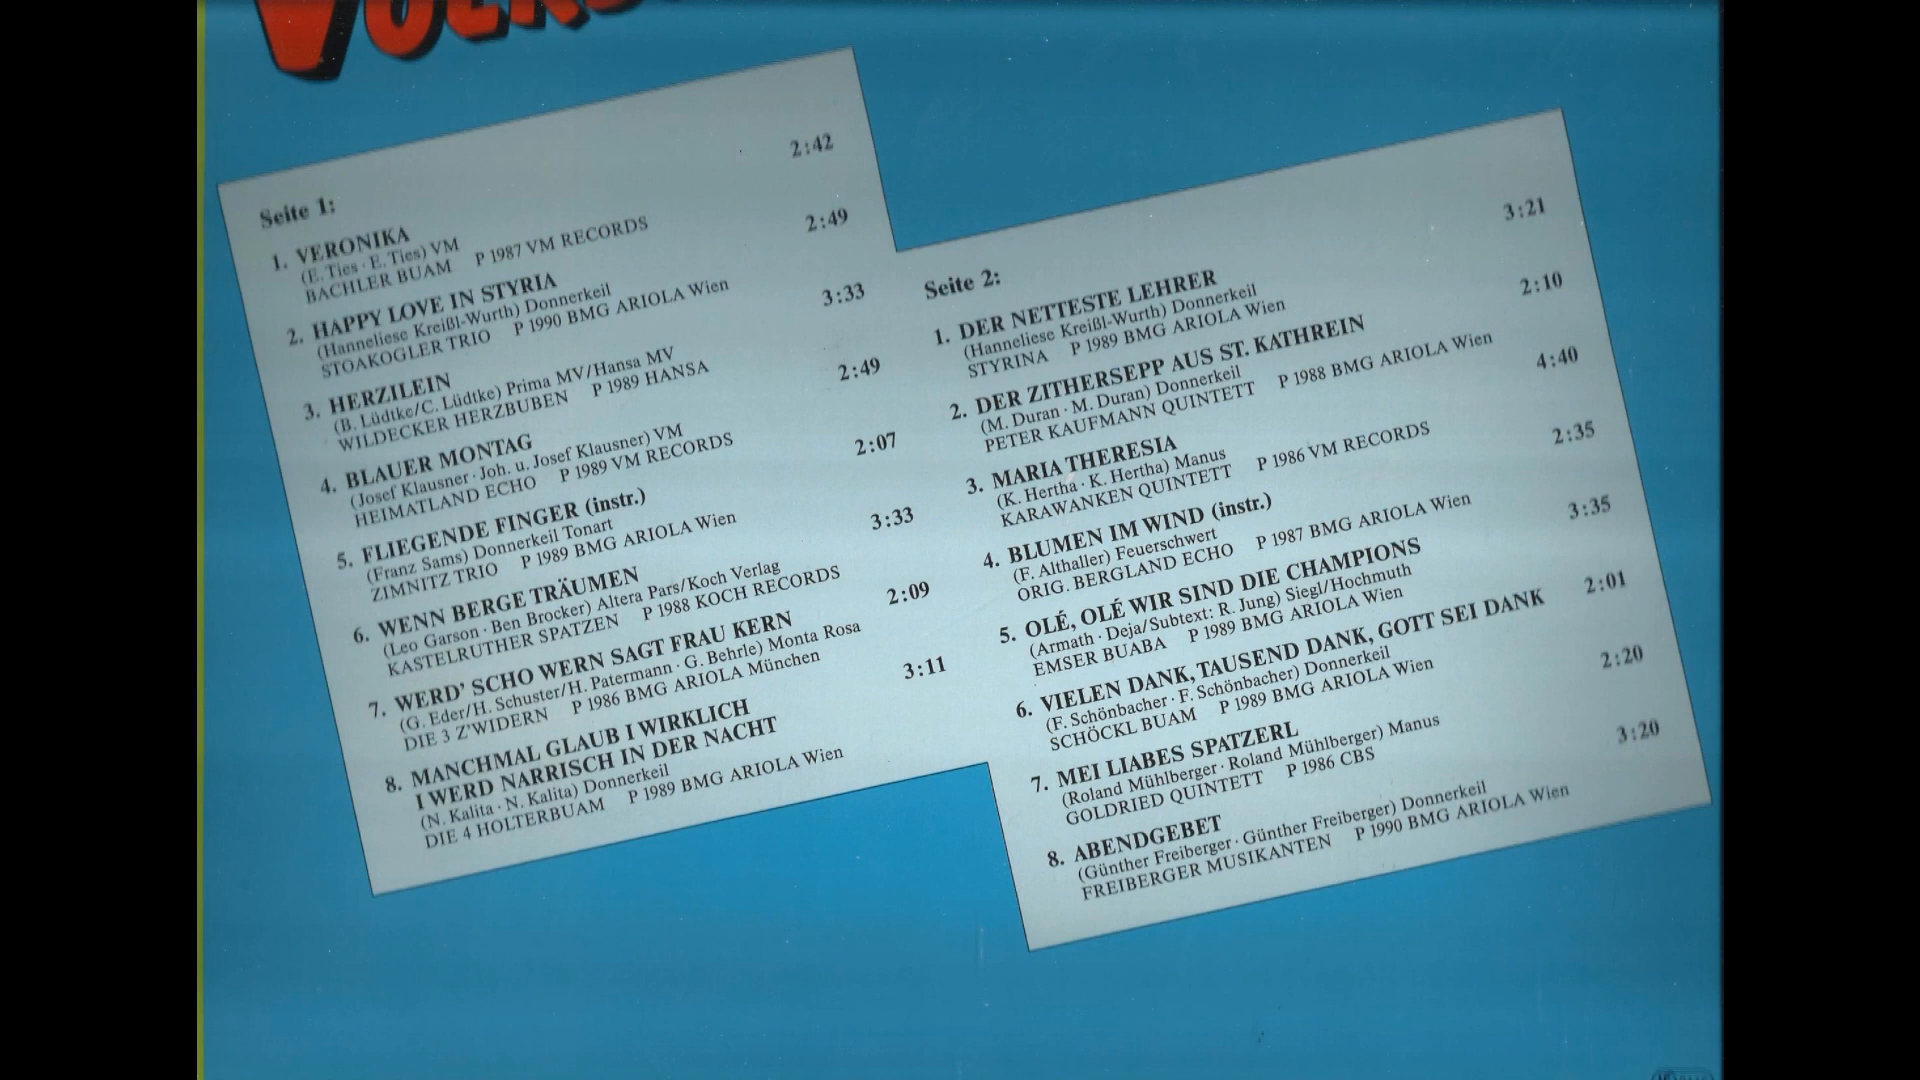 Seite 1:
1. VERONIKA 2:42
(E. Ties · E. Ties) VM
BACHLER BUAM P 1987 VM RECORDS
2. HAPPY LOVE IN STYRIA 2:49
(Hanneliese Kreißl-Wurth) Donnerkeil
STOAKOGLER TRIO P 1990 BMG ARIOLA Wien
3. HERZILEIN 3:33
(B. Lüdtke/C. Lüdtke) Prima MV/Hansa MV
WILDECKER HERZBUBEN P 1989 HANSA
4. BLAUER MONTAG 2:49
(Josef Klausner · Joh. u. Josef Klausner) VM
HEIMATLAND ECHO P 1989 VM RECORDS
5. FLIEGENDE FINGER (instr.) 2:07
(Franz Sams) Donnerkeil Tonart
ZIMNITZ TRIO P 1989 BMG ARIOLA Wien
6. WENN BERGE TRÄUMEN 3:33
(Leo Garson · Ben Brocker) Altera Pars/Koch Verlag
KASTELRUTHER SPATZEN P 1988 KOCH RECORDS
7. WERD' SCHO WERN SAGT FRAU KERN 2:09
(G. Eder/H. Schuster/H. Patermann · G. Behrle) Monta Rosa
DIE 3 Z'WIDERN P 1986 BMG ARIOLA München
8. MANCHMAL GLAUB I WIRKLICH 3:11
I WERD NARRISCH IN DER NACHT
(N. Kalita · N. Kalita) Donnerkeil
DIE 4 HOLTERBUAM P 1989 BMG ARIOLA Wien
Seite 2:
1. DER NETTESTE LEHRER 3:21
(Hanneliese Kreißl-Wurth) Donnerkeil
STYRINA P 1989 BMG ARIOLA Wien
2. DER ZITHERSEPP AUS ST. KATHREIN 2:10
(M. Duran · M. Duran) Donnerkeil
PETER KAUFMANN QUINTETT P 1988 BMG ARIOLA Wien
3. MARIA THERESIA 4:40
(K. Hertha · K. Hertha) Manus
KARAWANKEN QUINTETT P 1986 VM RECORDS
4. BLUMEN IM WIND (instr.) 2:35
(F. Althaller) Feuerschwert
ORIG. BERGLAND ECHO P 1987 BMG ARIOLA Wien
5. OLÉ, OLÉ WIR SIND DIE CHAMPIONS 3:35
(Armath · Deja/Subtext: R. Jung) Siegl/Hochmuth
EMSER BUABA P 1989 BMG ARIOLA Wien
6. VIELEN DANK, TAUSEND DANK, GOTT SEI DANK 2:01
(F. Schönbacher · F. Schönbacher) Donnerkeil
SCHÖCKL BUAM P 1989 BMG ARIOLA Wien
7. MEI LIABES SPATZERL 2:20
(Roland Mühlberger · Roland Mühlberger) Manus
GOLDRIED QUINTETT P 1986 CBS
8. ABENDGEBET 3:20
(Günther Freiberger · Günther Freiberger) Donnerkeil
FREIBERGER MUSIKANTEN P 1990 BMG ARIOLA Wien